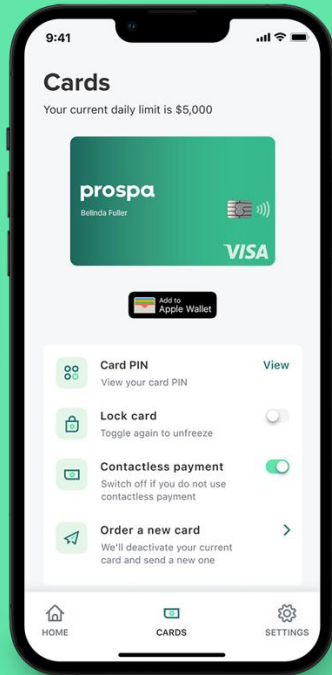 9:41
Cards
Your current daily limit is $5,000
prospa
Belinda Fuller
VISA
Add to
Apple Wallet
Card PIN
View
View your card PIN
Lock card
Toggle again to unfreeze
Contactless payment
Switch off if you do not use
contactless payment
Order a new card
We'll deactivate your current
card and send a new one
HOME
CARDS
SETTINGS